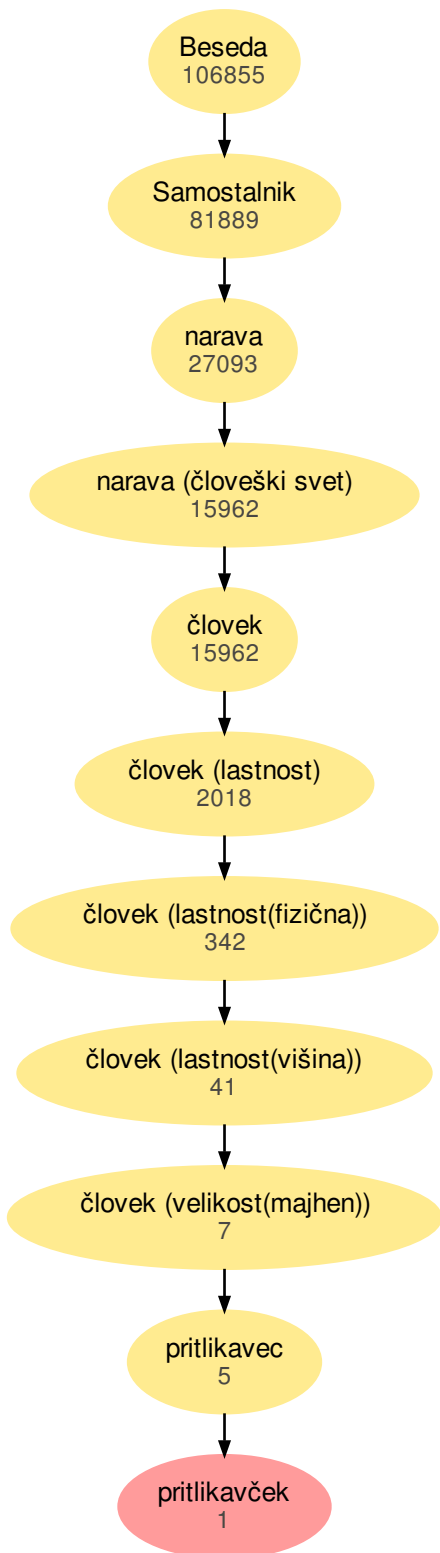 Beseda
106855
Samostalnik
81889
narava
27093
narava (človeški svet)
15962
človek
15962
človek (lastnost)
2018
človek (lastnost(fizična))
342
človek (lastnost(višina))
41
človek (velikost(majhen))
7
pritlikavec
5
pritlikavček
1